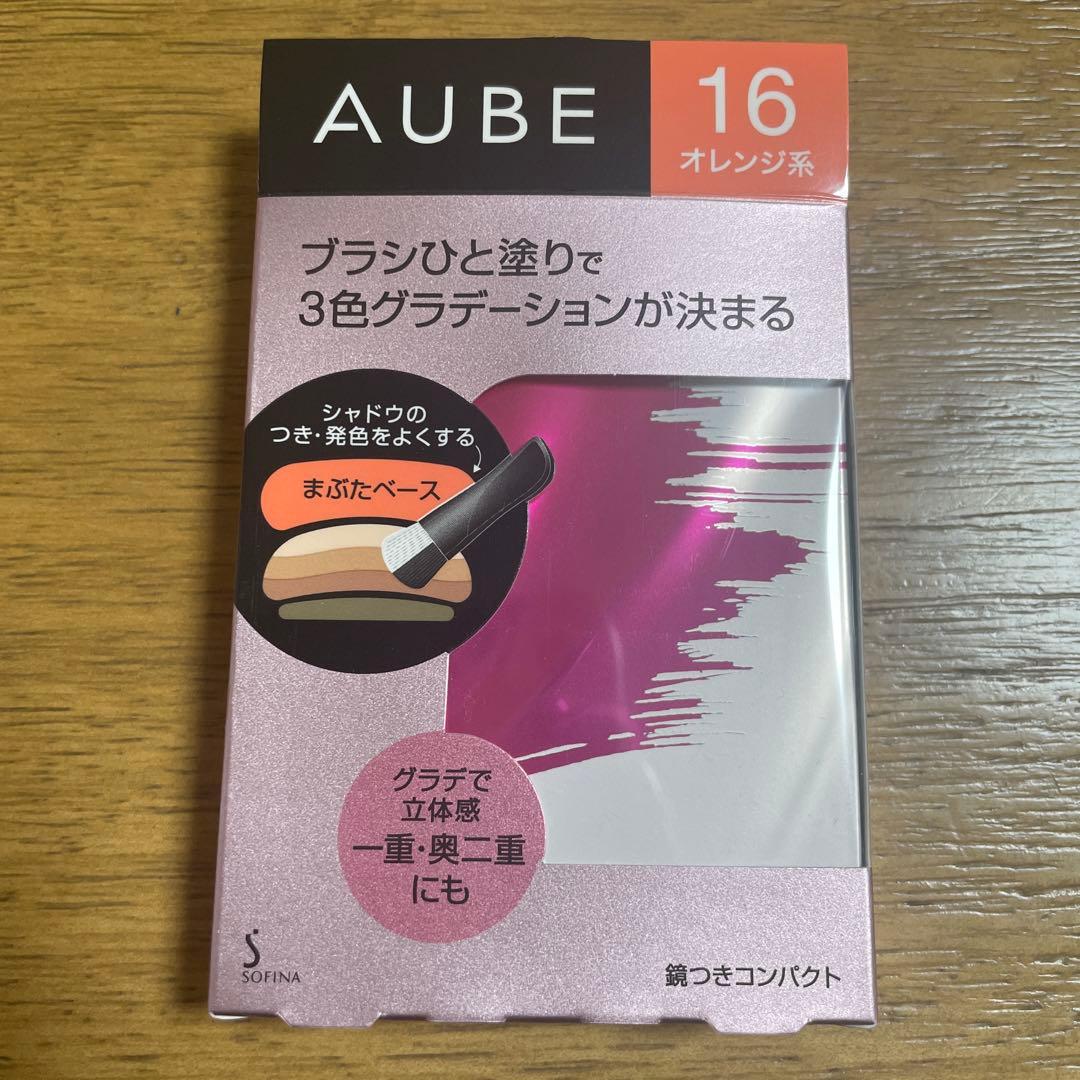 AUBE
16
オレンジ系
ブラシひと塗りで
3色グラデーションが決まる
シャドウの
つき・発色をよくする
まぶたベース
グラデで
立体感
一重・奥二重
にも
SOFINA
鏡つきコンパクト